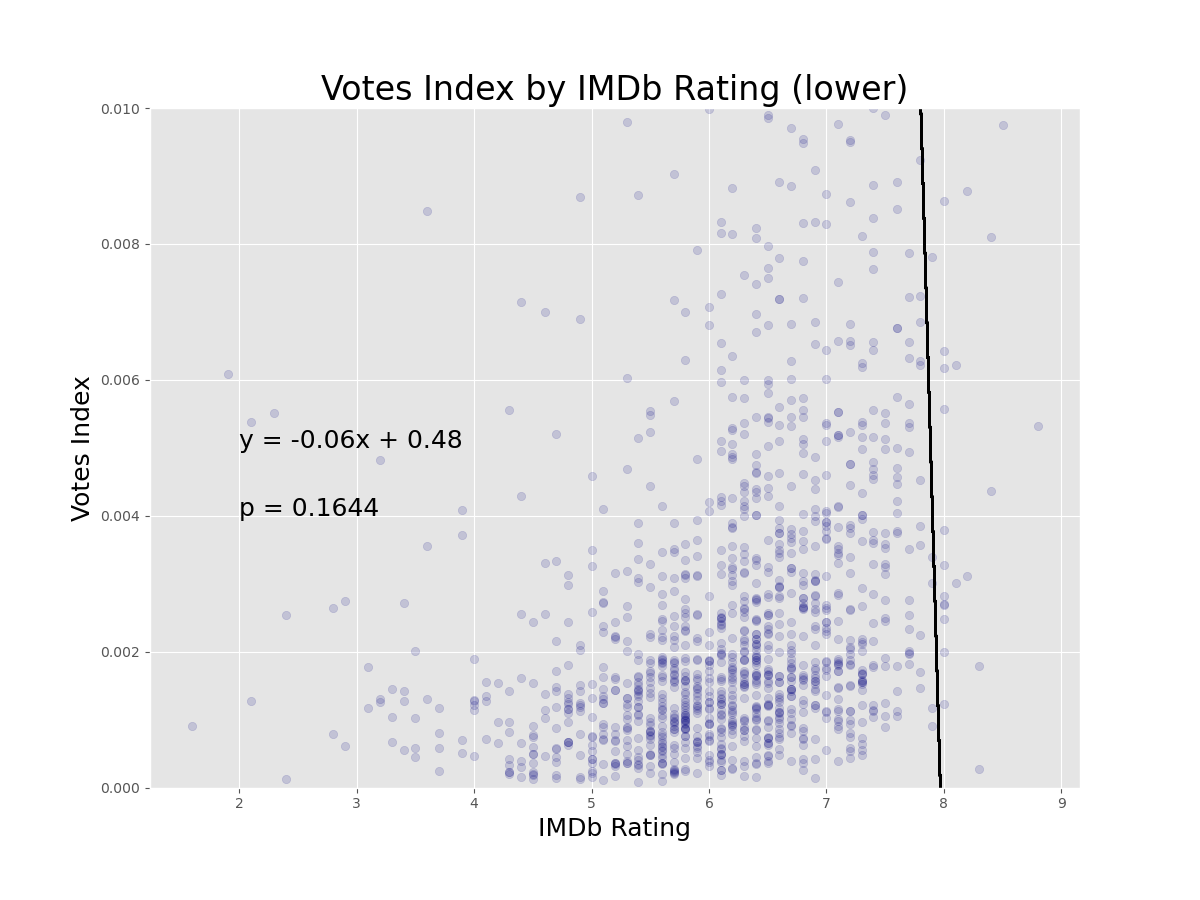 Votes Index by IMDb Rating (lower)
0.010
0.008
0.006
0.004
0.002
0.000
Votes Index
y = -0.06x + 0.48
p = 0.1644
2 3 4 5 6 7 8 9
IMDb Rating